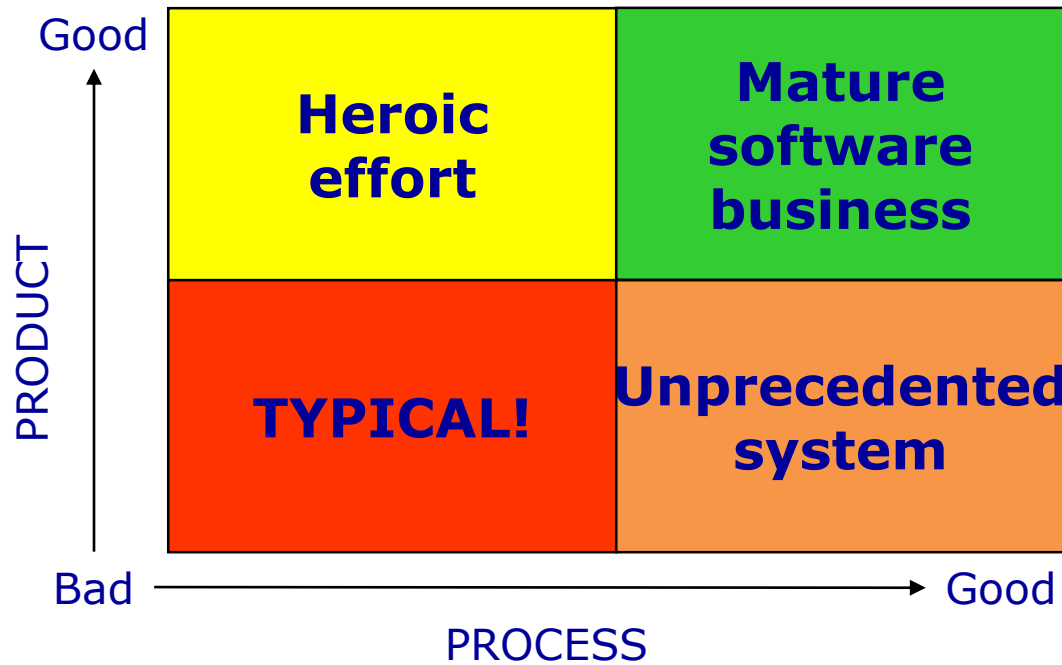 Good
Heroic
effort
Mature
software
business
PRODUCT
TYPICAL!
Unprecedented
system
Bad
Good
PROCESS